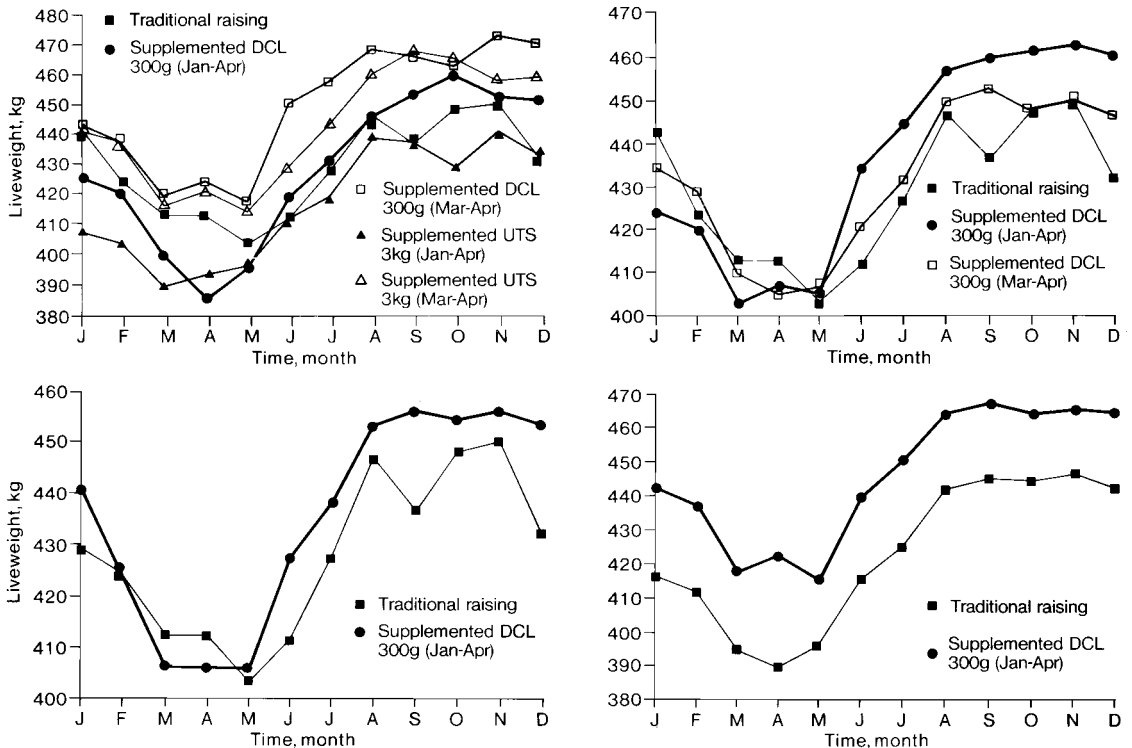 Liveweight, kg
480
470
460
450
440
430
420
410
400
390
380
Traditional raising
Supplemented DCL
300g (Jan-Apr)
Supplemented DCL
300g (Mar-Apr)
Supplemented UTS
3kg (Jan-Apr)
Supplemented UTS
3kg (Mar-Apr)
J F M A M J J A S O N D
Time, month
470
460
450
440
430
420
410
400
Traditional raising
Supplemented DCL
300g (Jan-Apr)
Supplemented DCL
300g (Mar-Apr)
J F M A M J J A S O N D
Time, month
Liveweight, kg
460
450
440
430
420
410
400
Traditional raising
Supplemented DCL
300g (Jan-Apr)
J F M A M J J A S O N D
Time, month
470
460
450
440
430
420
410
400
390
380
Traditional raising
Supplemented DCL
300g (Jan-Apr)
J F M A M J J A S O N D
Time, month